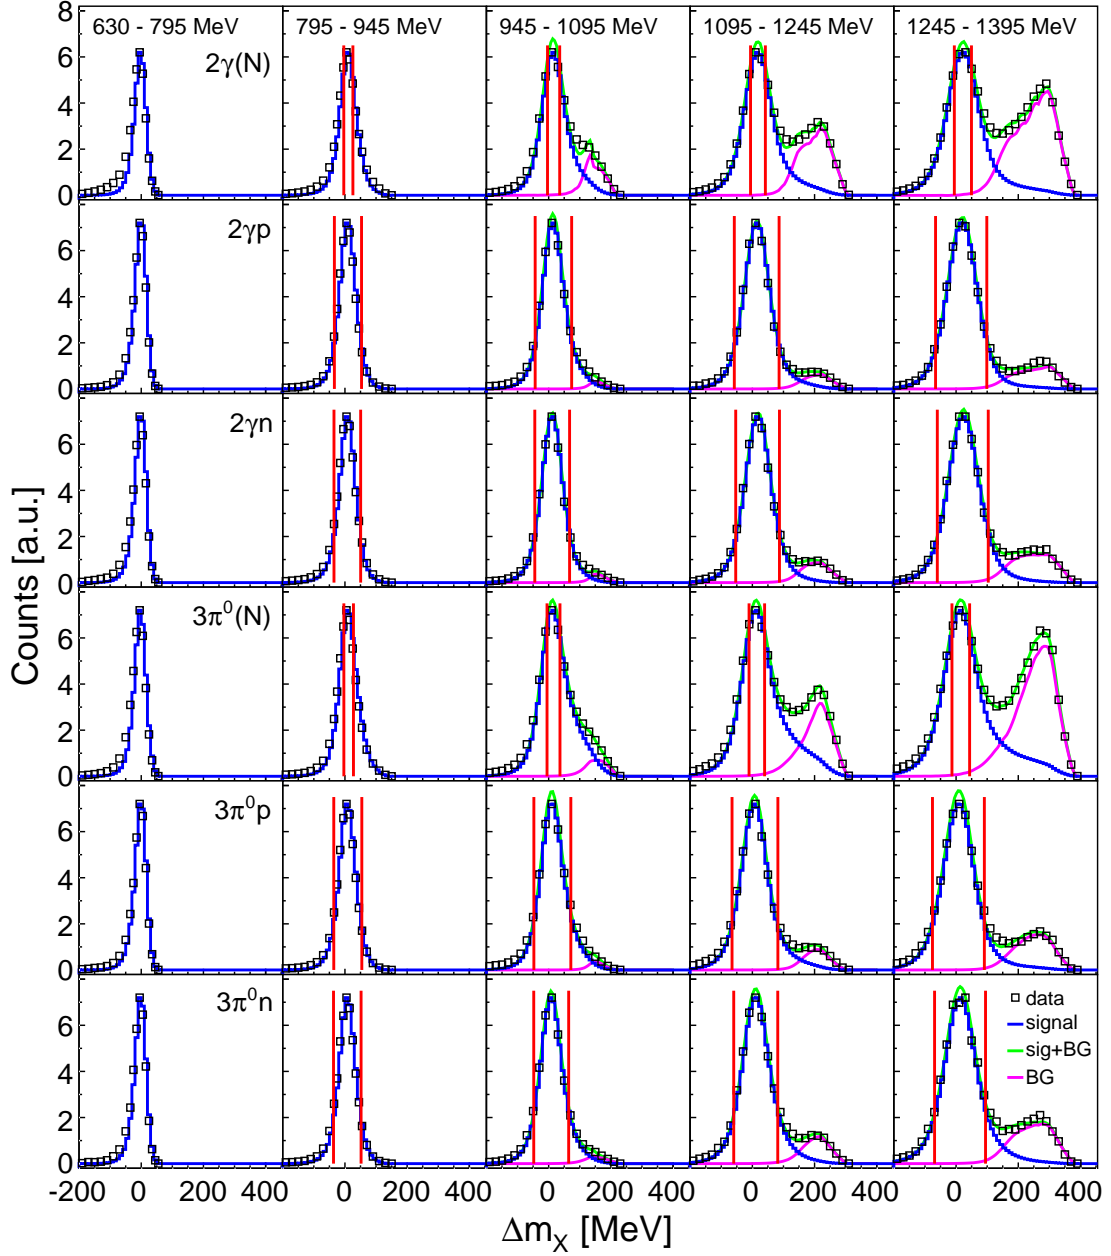 630 - 795 MeV 795 - 945 MeV 945 - 1095 MeV 1095 - 1245 MeV 1245 - 1395 MeV
8
2γ(N)
6
4
2
0
2γp
6
4
2
0
2γn
6
4
2
0
3π⁰(N)
6
4
2
0
3π⁰p
6
4
2
0
3π⁰n
6
4
2
0
data
signal
sig+BG
BG
-200 0 200 400 0 200 400 0 200 400 0 200 400 0 200 400
Δm_X [MeV]
Counts [a.u.]